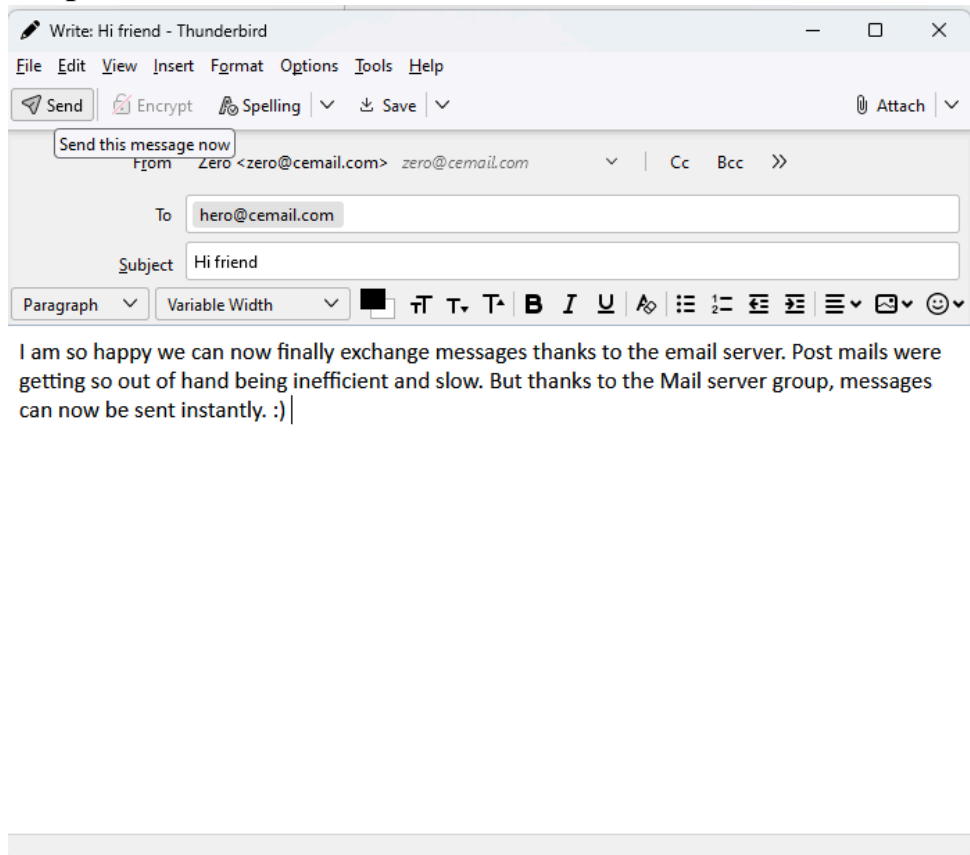 Write: Hi friend - Thunderbird
File Edit View Insert Format Options Tools Help
Send Encrypt Spelling Save Attach
Send this message now
From Zero <zero@cemail.com> zero@cemail.com Cc Bcc
To hero@cemail.com
Subject Hi friend
Paragraph Variable Width
I am so happy we can now finally exchange messages thanks to the email server. Post mails were
getting so out of hand being inefficient and slow. But thanks to the Mail server group, messages
can now be sent instantly. :)